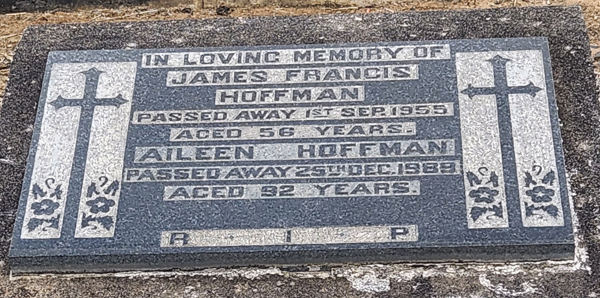 IN LOVING MEMORY OF
JAMES FRANCIS
HOFFMAN
PASSED AWAY 1ST SEP. 1955
AGED 56 YEARS.
AILEEN HOFFMAN
PASSED AWAY 25TH DEC. 1988
AGED 92 YEARS.
R · I · P